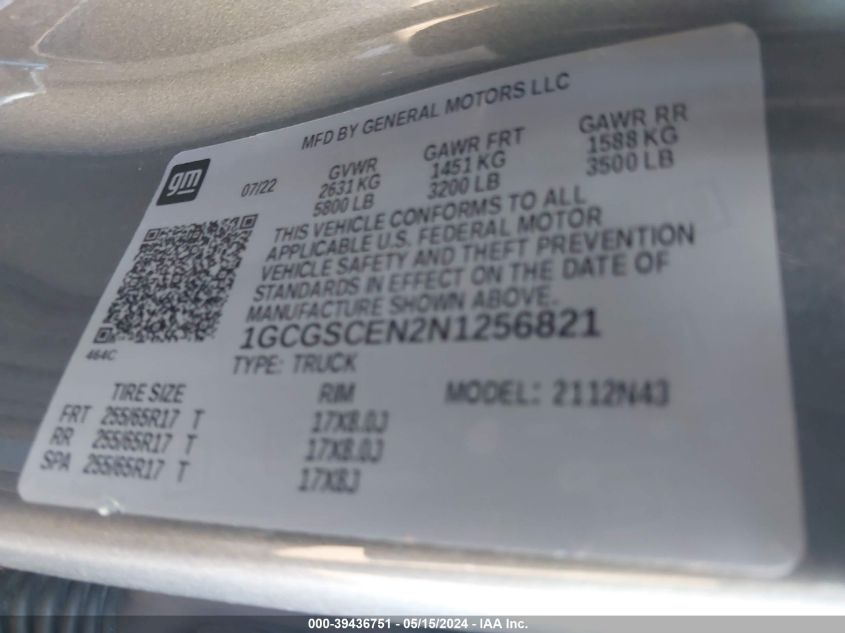 MFD BY GENERAL MOTORS LLC
gm
07/22
GVWR
2631 KG
5800 LB
GAWR FRT
1451 KG
3200 LB
GAWR RR
1588 KG
3500 LB
THIS VEHICLE CONFORMS TO ALL
APPLICABLE U.S. FEDERAL MOTOR
VEHICLE SAFETY AND THEFT PREVENTION
STANDARDS IN EFFECT ON THE DATE OF
MANUFACTURE SHOWN ABOVE.
1GCGSCEN2N1256821
464C
TYPE: TRUCK
MODEL: 2112N43
TIRE SIZE RIM
FRT 255/65R17 T 17X8.0J
RR 255/65R17 T 17X8.0J
SPA 255/65R17 T 17X8J
000-39436751 — 05/15/2024 — IAA Inc.